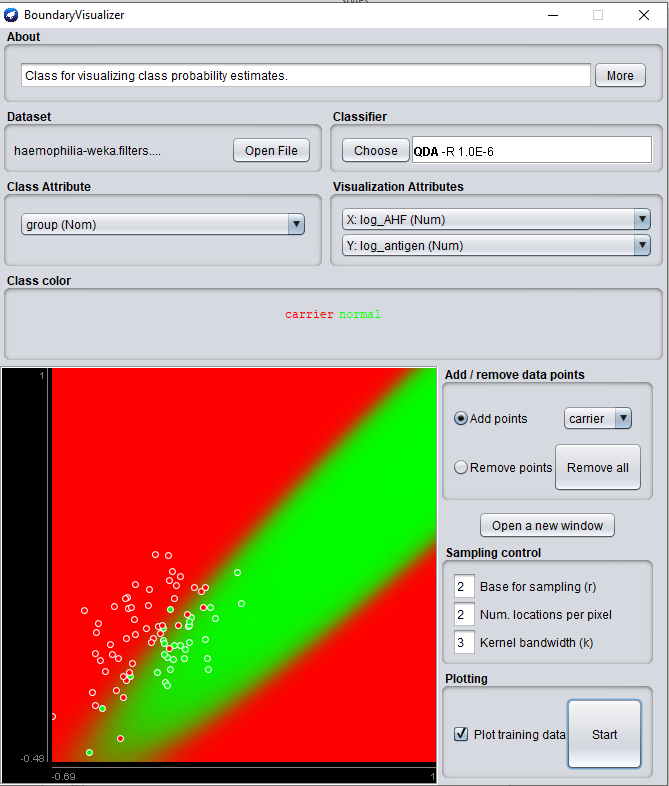 BoundaryVisualizer
About
Class for visualizing class probability estimates.
More
Dataset
haemophilia-weka.filters....
Open File
Classifier
Choose
QDA -R 1.0E-6
Class Attribute
group (Nom)
Visualization Attributes
X: log_AHF (Num)
Y: log_antigen (Num)
Class color
carrier normal
1
-0.48
-0.69
1
Add / remove data points
Add points
carrier
Remove points
Remove all
Open a new window
Sampling control
2 Base for sampling (r)
2 Num. locations per pixel
3 Kernel bandwidth (k)
Plotting
Plot training data
Start